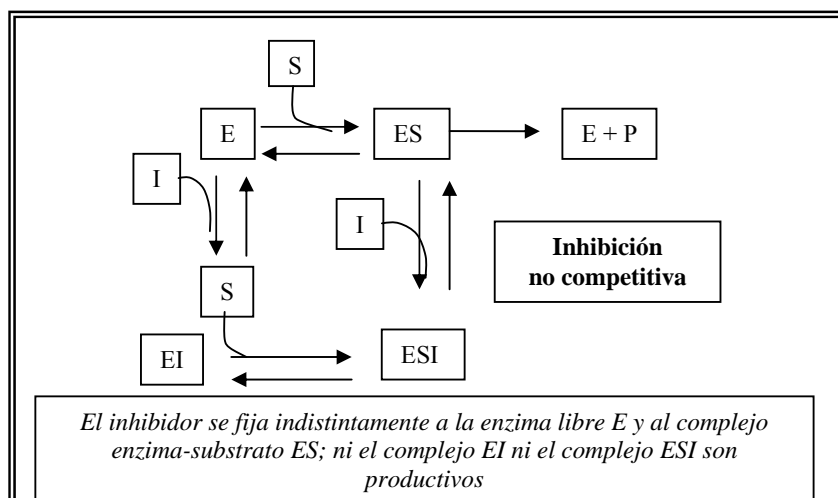 S
E
ES
E + P
I
I
Inhibición
no competitiva
S
EI
ESI
El inhibidor se fija indistintamente a la enzima libre E y al complejo
enzima-substrato ES; ni el complejo EI ni el complejo ESI son
productivos